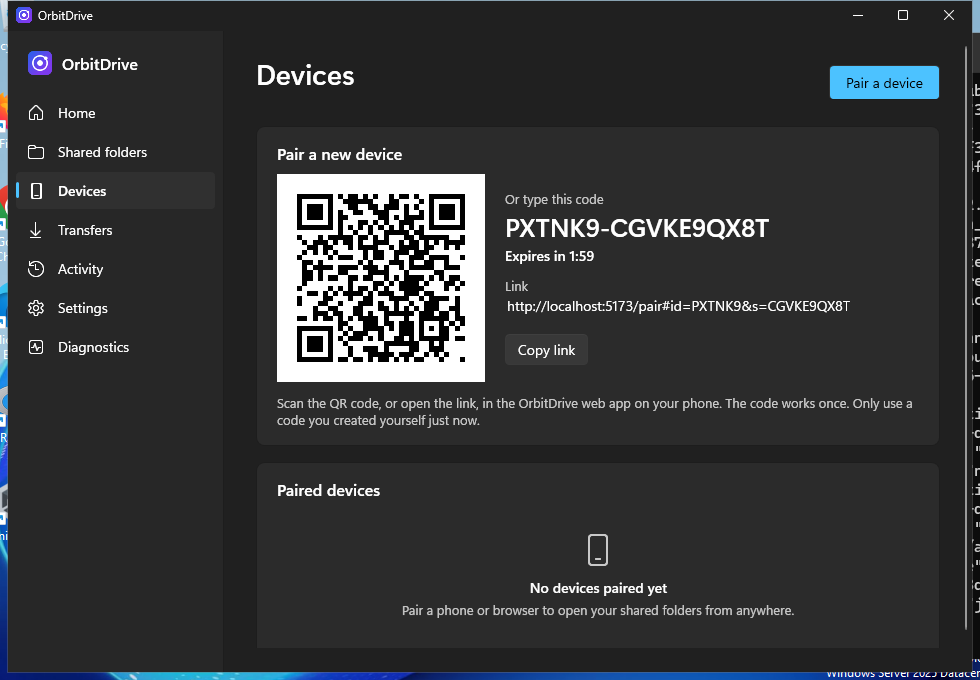 OrbitDrive
OrbitDrive
Home
Shared folders
Devices
Transfers
Activity
Settings
Diagnostics
Devices
Pair a device
Pair a new device
Or type this code
PXTNK9-CGVKE9QX8T
Expires in 1:59
Link
http://localhost:5173/pair#id=PXTNK9&s=CGVKE9QX8T
Copy link
Scan the QR code, or open the link, in the OrbitDrive web app on your phone. The code works once. Only use a
code you created yourself just now.
Paired devices
No devices paired yet
Pair a phone or browser to open your shared folders from anywhere.
Windows Server 2025